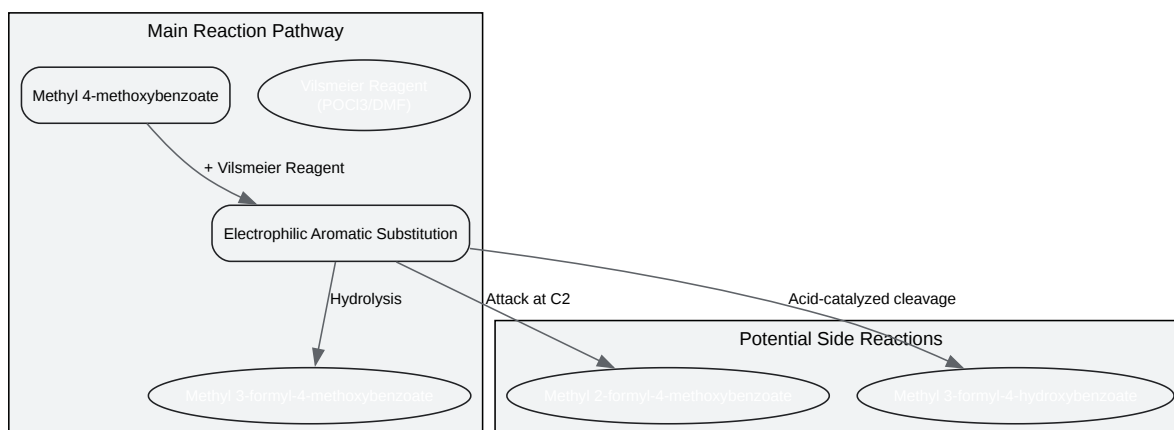 Main Reaction Pathway
Methyl 4-methoxybenzoate
Vilsmeier Reagent
(POCl3/DMF)
+ Vilsmeier Reagent
Electrophilic Aromatic Substitution
Hydrolysis
Attack at C2
Acid-catalyzed cleavage
Potential Side Reactions
Methyl 3-formyl-4-methoxybenzoate
Methyl 2-formyl-4-methoxybenzoate
Methyl 3-formyl-4-hydroxybenzoate